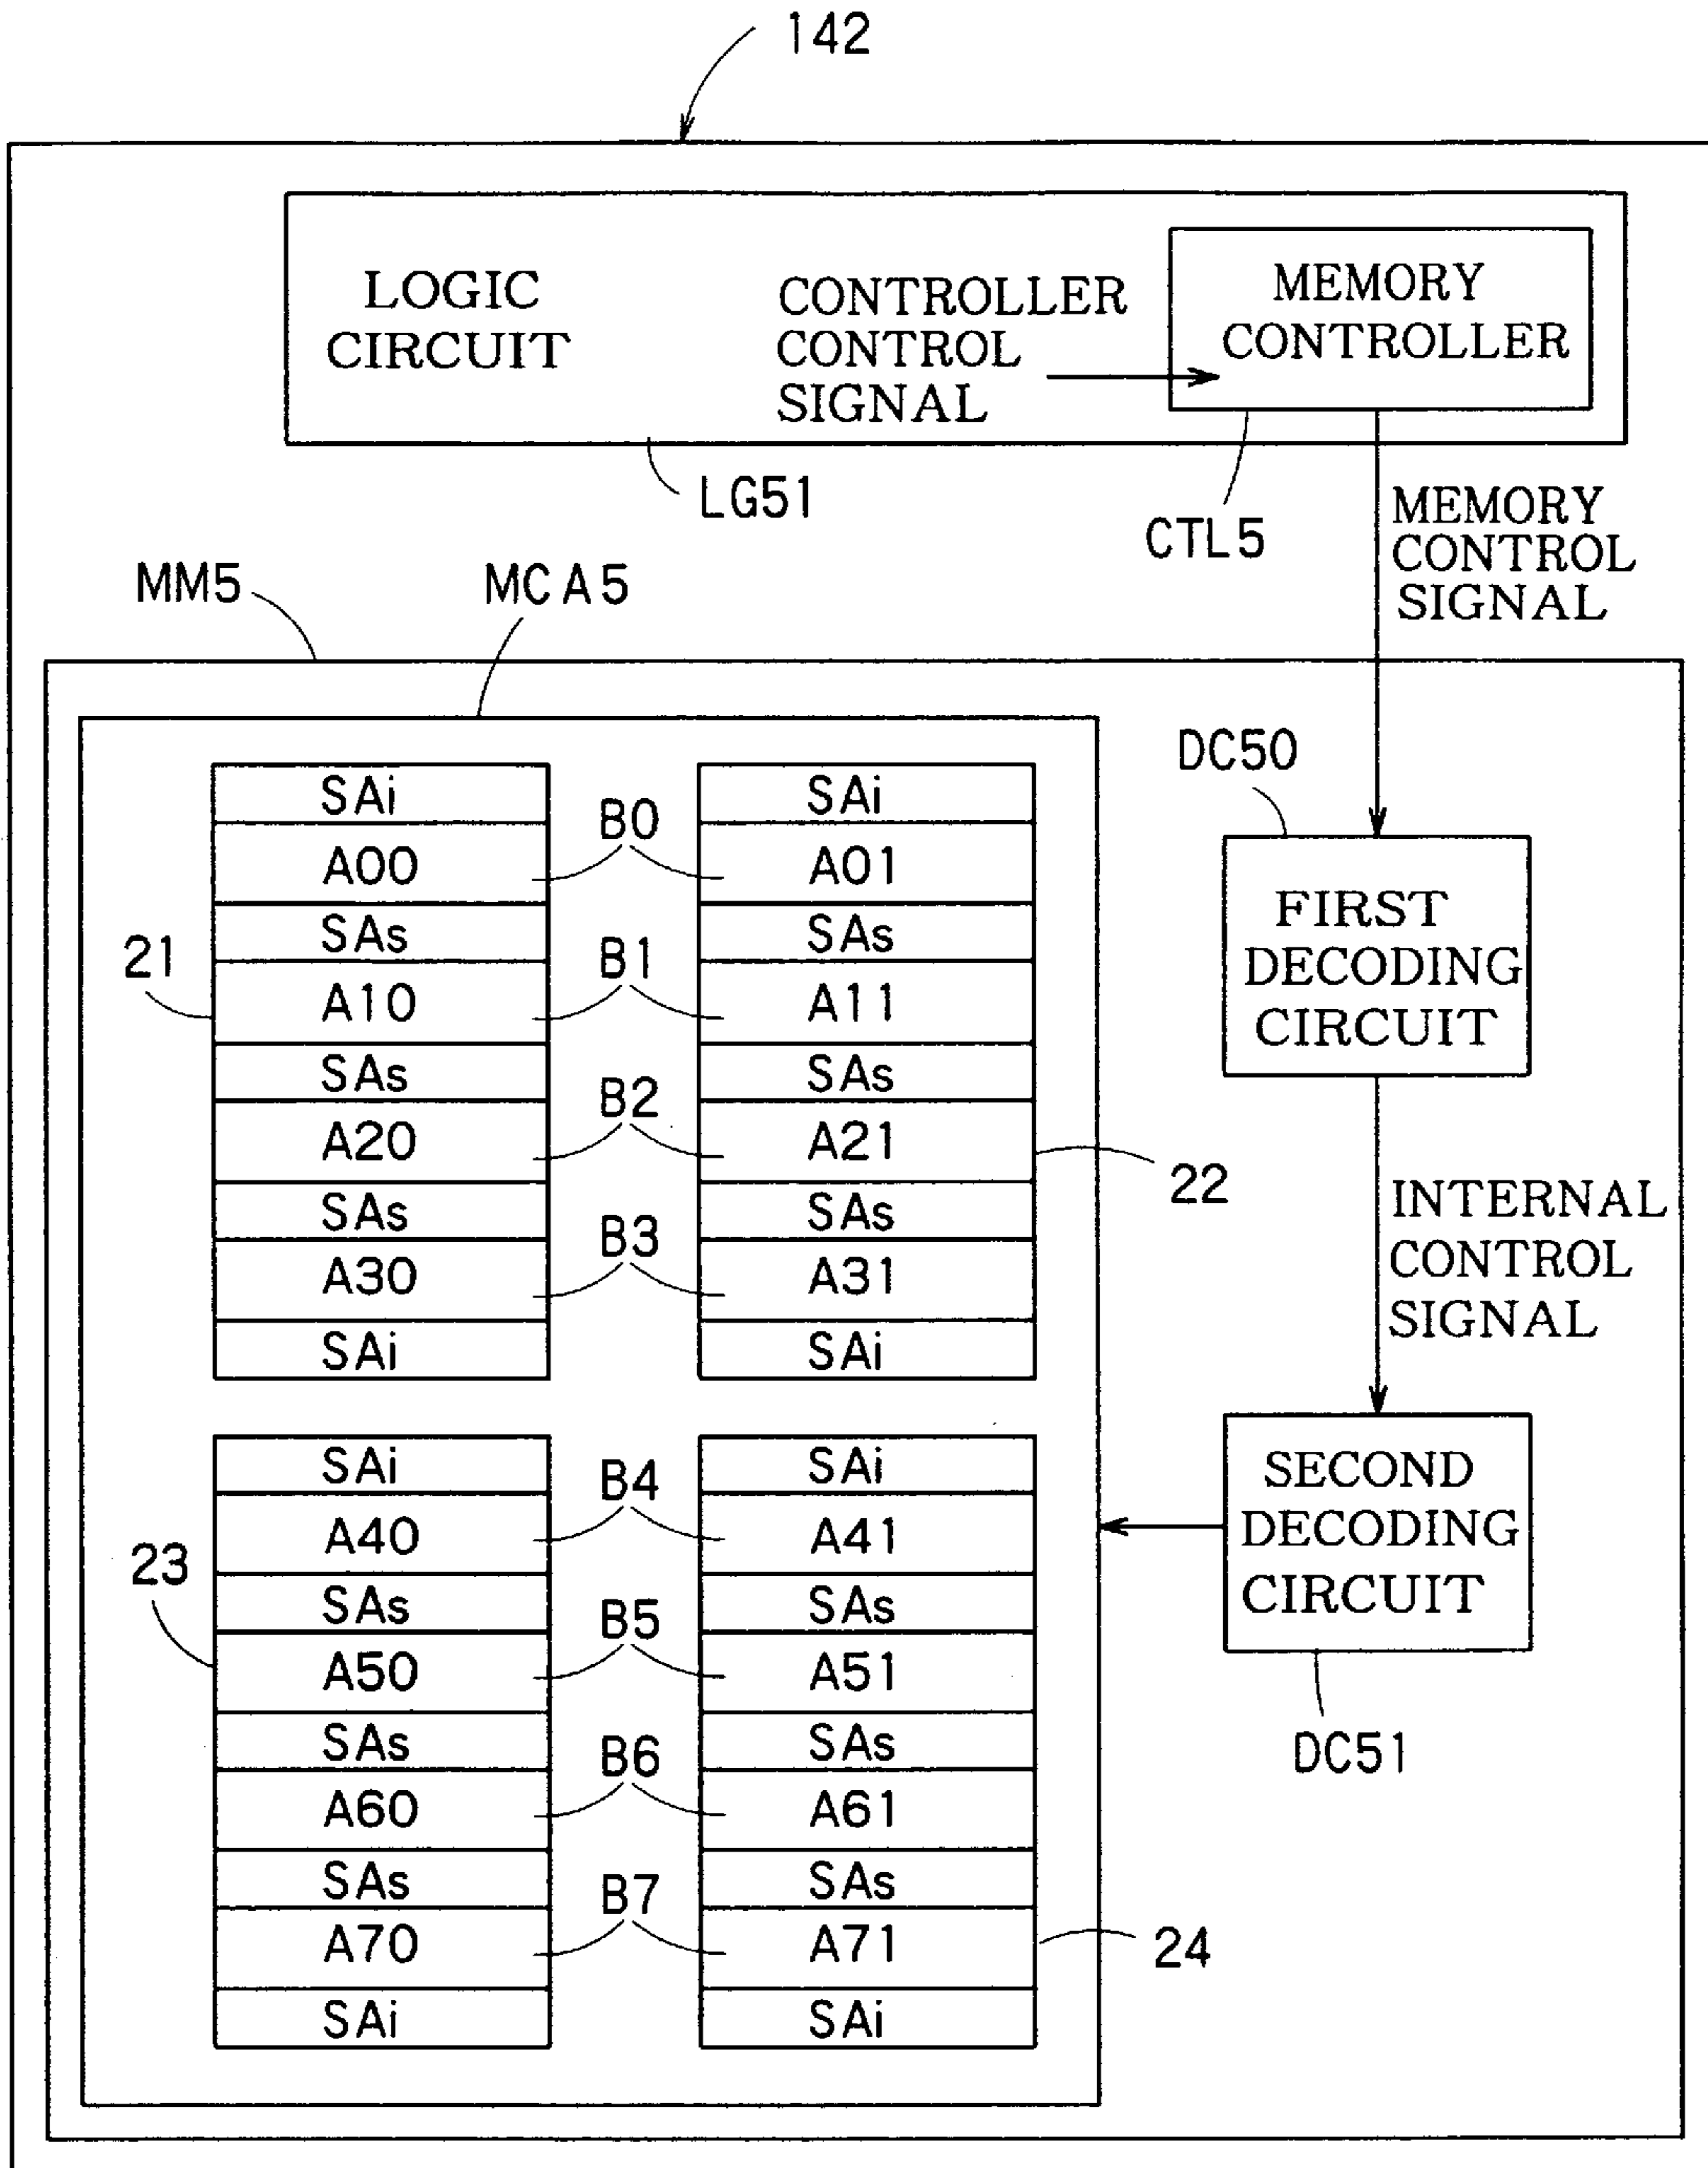 142
LOGIC
CIRCUIT
CONTROLLER
CONTROL
SIGNAL
MEMORY
CONTROLLER
LG51
CTL5
MEMORY
CONTROL
SIGNAL
MM5
MCA5
SAi
A00
SAs
A10
SAs
A20
SAs
A30
SAi
21
B0
B1
B2
B3
SAi
A01
SAs
A11
SAs
A21
SAs
A31
SAi
22
DC50
FIRST
DECODING
CIRCUIT
INTERNAL
CONTROL
SIGNAL
SAi
A40
SAs
A50
SAs
A60
SAs
A70
SAi
23
B4
B5
B6
B7
SAi
A41
SAs
A51
SAs
A61
SAs
A71
SAi
24
SECOND
DECODING
CIRCUIT
DC51